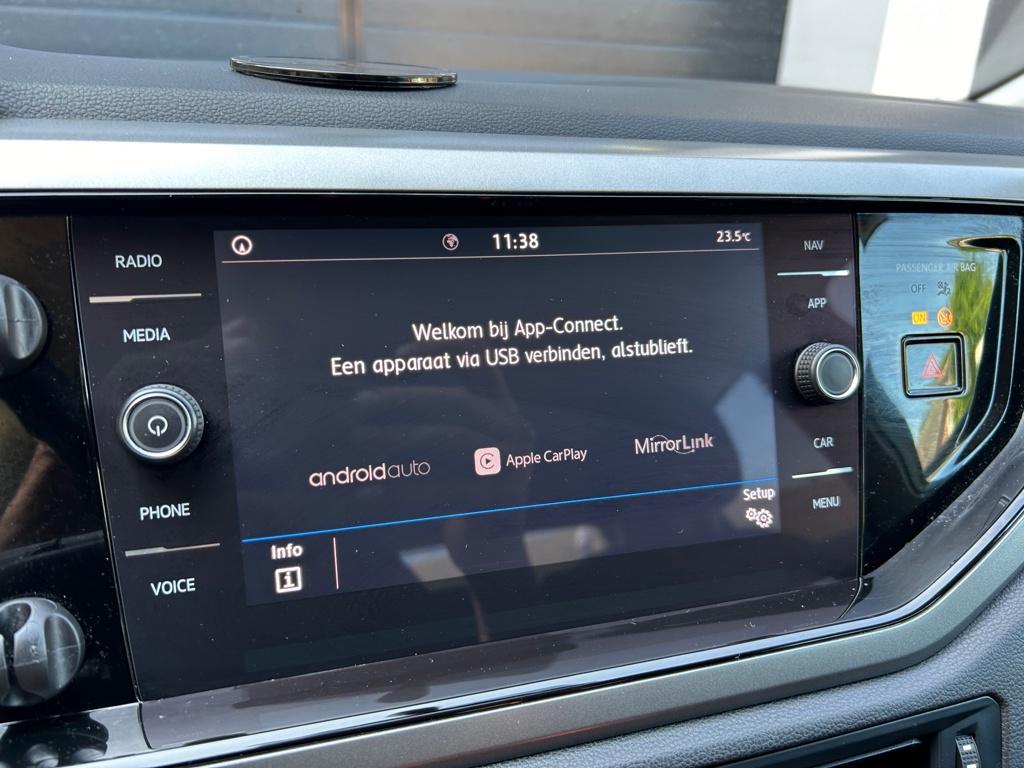 11:38
23.5°C
RADIO
MEDIA
PHONE
VOICE
Welkom bij App-Connect.
Een apparaat via USB verbinden, alstublieft.
androidauto
Apple CarPlay
MirrorLink
Info
Setup
NAV
APP
CAR
MENU
PASSENGER AIR BAG
OFF
ON